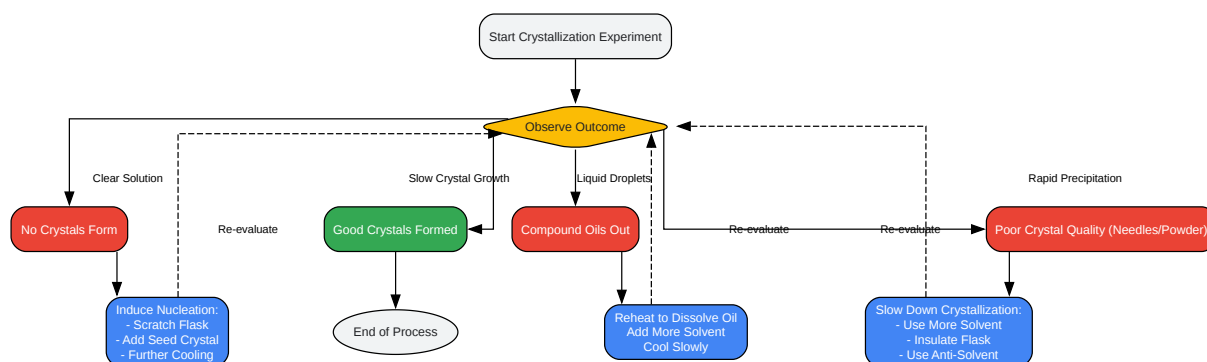 Start Crystallization Experiment
Observe Outcome
Clear Solution
Slow Crystal Growth
Liquid Droplets
Rapid Precipitation
No Crystals Form
Re-evaluate
Good Crystals Formed
Compound Oils Out
Re-evaluate
Re-evaluate
Poor Crystal Quality (Needles/Powder)
Induce Nucleation:
- Scratch Flask
- Add Seed Crystal
- Further Cooling
End of Process
Reheat to Dissolve Oil
Add More Solvent
Cool Slowly
Slow Down Crystallization:
- Use More Solvent
- Insulate Flask
- Use Anti-Solvent